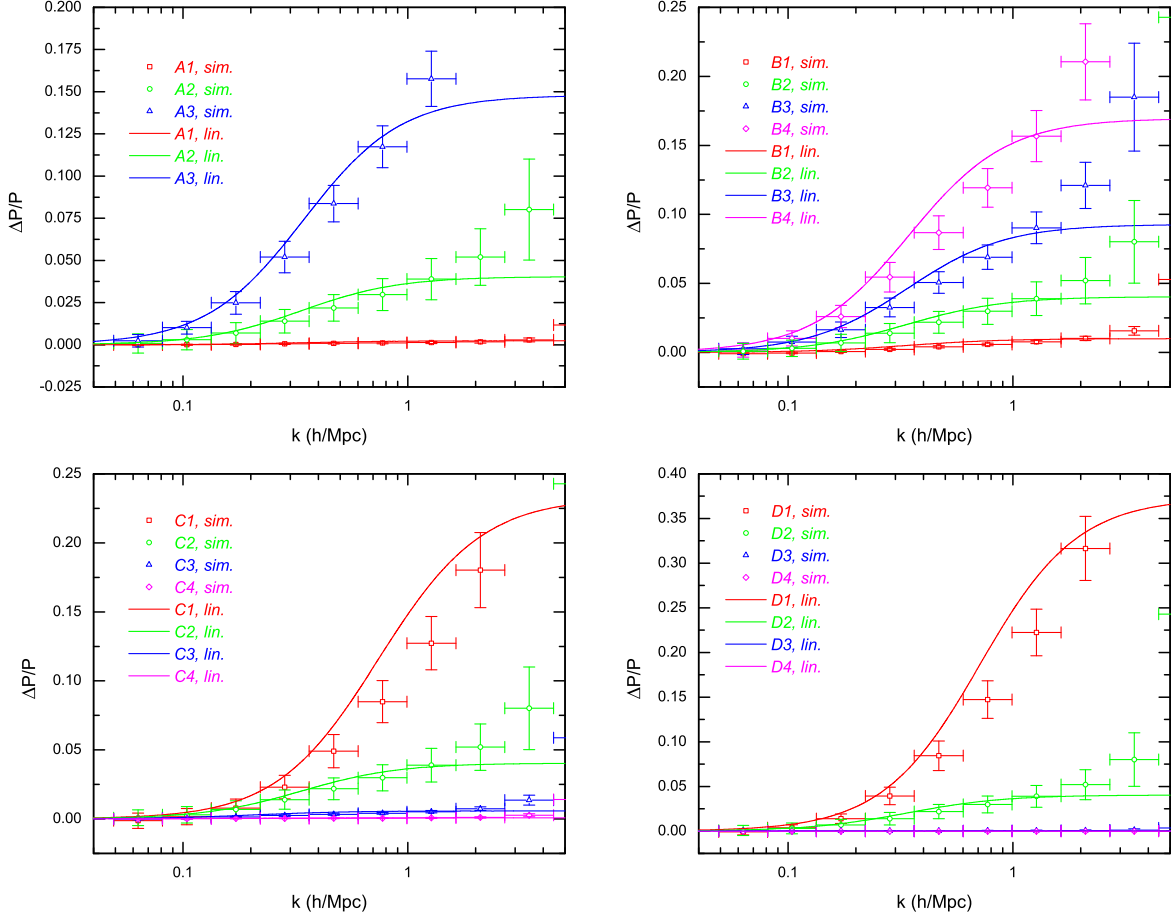 0.200
0.175
0.150
0.125
0.100
0.075
0.050
0.025
0.000
-0.025
ΔP/P
A1, sim.
A2, sim.
A3, sim.
A1, lin.
A2, lin.
A3, lin.
0.1
1
k (h/Mpc)
0.25
0.20
0.15
0.10
0.05
0.00
ΔP/P
B1, sim.
B2, sim.
B3, sim.
B4, sim.
B1, lin.
B2, lin.
B3, lin.
B4, lin.
0.1
1
k (h/Mpc)
0.25
0.20
0.15
0.10
0.05
0.00
ΔP/P
C1, sim.
C2, sim.
C3, sim.
C4, sim.
C1, lin.
C2, lin.
C3, lin.
C4, lin.
0.1
1
k (h/Mpc)
0.40
0.35
0.30
0.25
0.20
0.15
0.10
0.05
0.00
ΔP/P
D1, sim.
D2, sim.
D3, sim.
D4, sim.
D1, lin.
D2, lin.
D3, lin.
D4, lin.
0.1
1
k (h/Mpc)